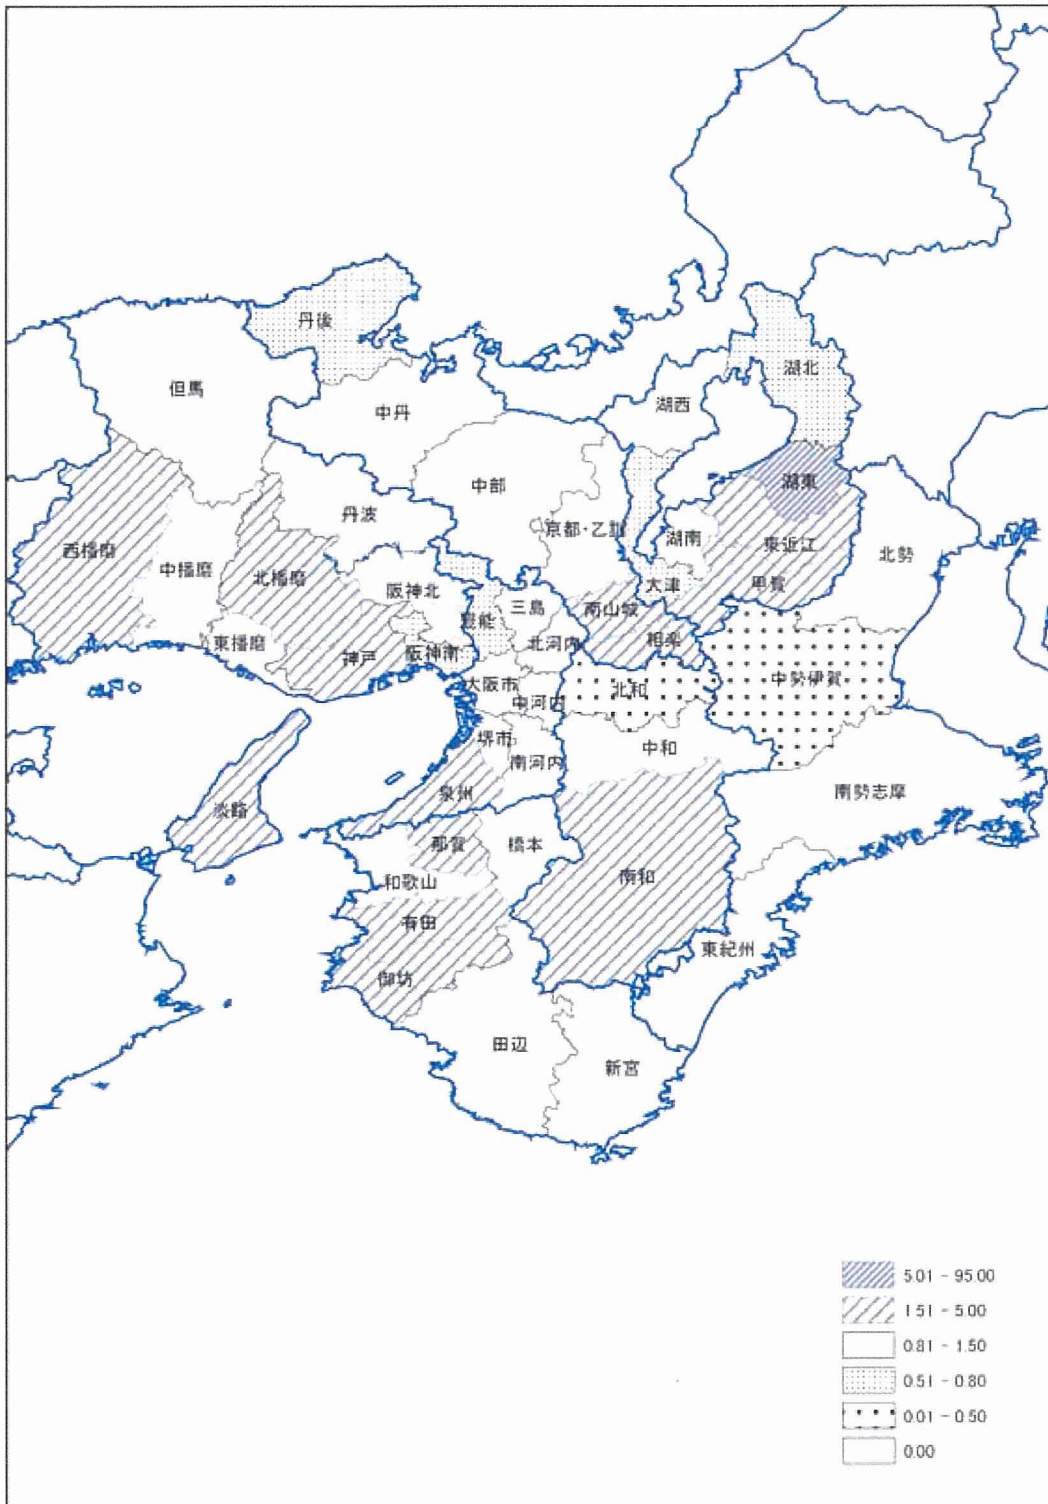 丹後
湖北
但馬
湖西
中丹
湖東
中部
丹波
京都・乙訓
湖南
東近江
西播磨
北勢
中播磨
北播磨
阪神北
大津
甲賀
三島
南山城
豊能
東播磨
北河内
相楽
神戸
阪神南
中勢伊賀
大阪市
北和
中河内
堺市
中和
南河内
南勢志摩
泉州
淡路
那賀
橋本
和歌山
南和
有田
東紀州
御坊
田辺
新宮
5.01 - 95.00
1.51 - 5.00
0.81 - 1.50
0.51 - 0.80
0.01 - 0.50
0.00